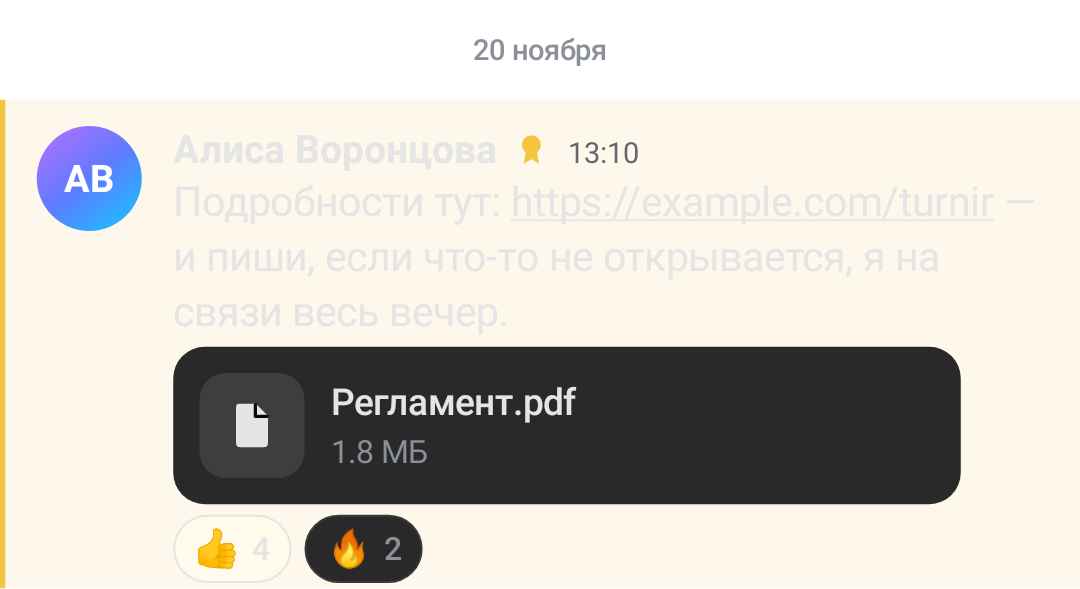 20 ноября
АВ
Алиса Воронцова 13:10
Подробности тут: https://example.com/turnir —
и пиши, если что-то не открывается, я на
связи весь вечер.
Регламент.pdf
1.8 МБ
4 2